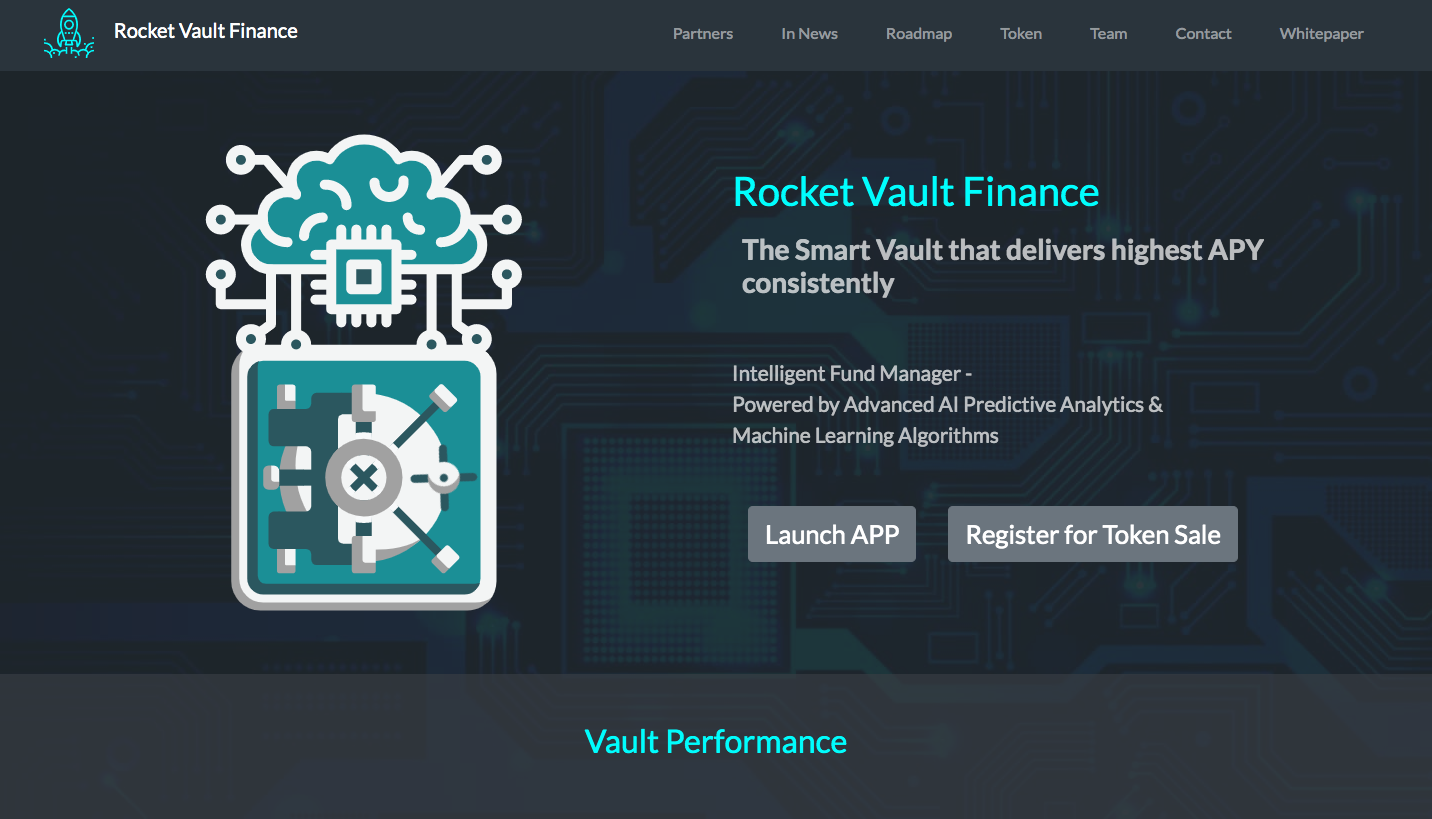 Rocket Vault Finance
Partners
In News
Roadmap
Token
Team
Contact
Whitepaper
Rocket Vault Finance
The Smart Vault that delivers highest APY
consistently
Intelligent Fund Manager -
Powered by Advanced AI Predictive Analytics &
Machine Learning Algorithms
Launch APP
Register for Token Sale
Vault Performance